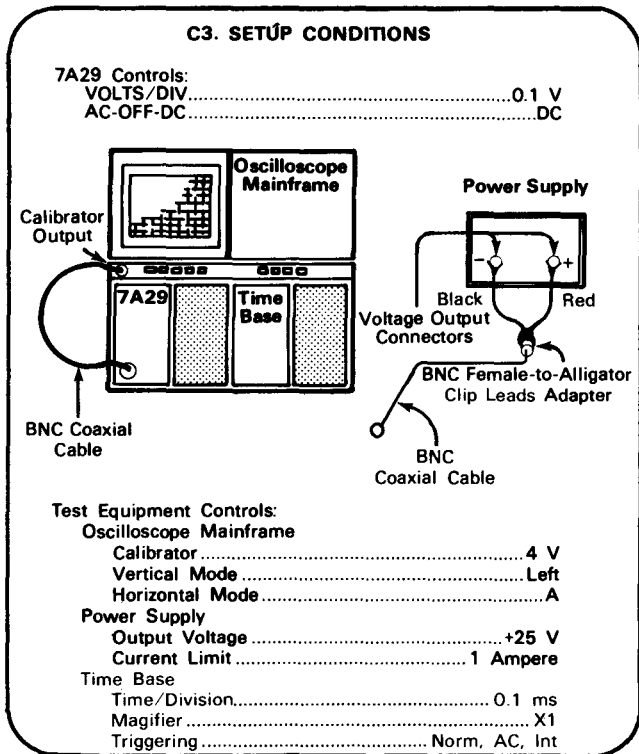 C3. SETUP CONDITIONS
7A29 Controls:
VOLTS/DIV..........0.1 V
AC-OFF-DC..........DC
Oscilloscope
Mainframe
Power Supply
Calibrator
Output
- +
7A29
Time
Base
Black Red
Voltage Output
Connectors
BNC Female-to-Alligator
Clip Leads Adapter
BNC Coaxial
Cable
BNC
Coaxial Cable
Test Equipment Controls:
Oscilloscope Mainframe
Calibrator..........4 V
Vertical Mode..........Left
Horizontal Mode..........A
Power Supply
Output Voltage..........+25 V
Current Limit..........1 Ampere
Time Base
Time/Division..........0.1 ms
Magifier..........X1
Triggering..........Norm, AC, Int